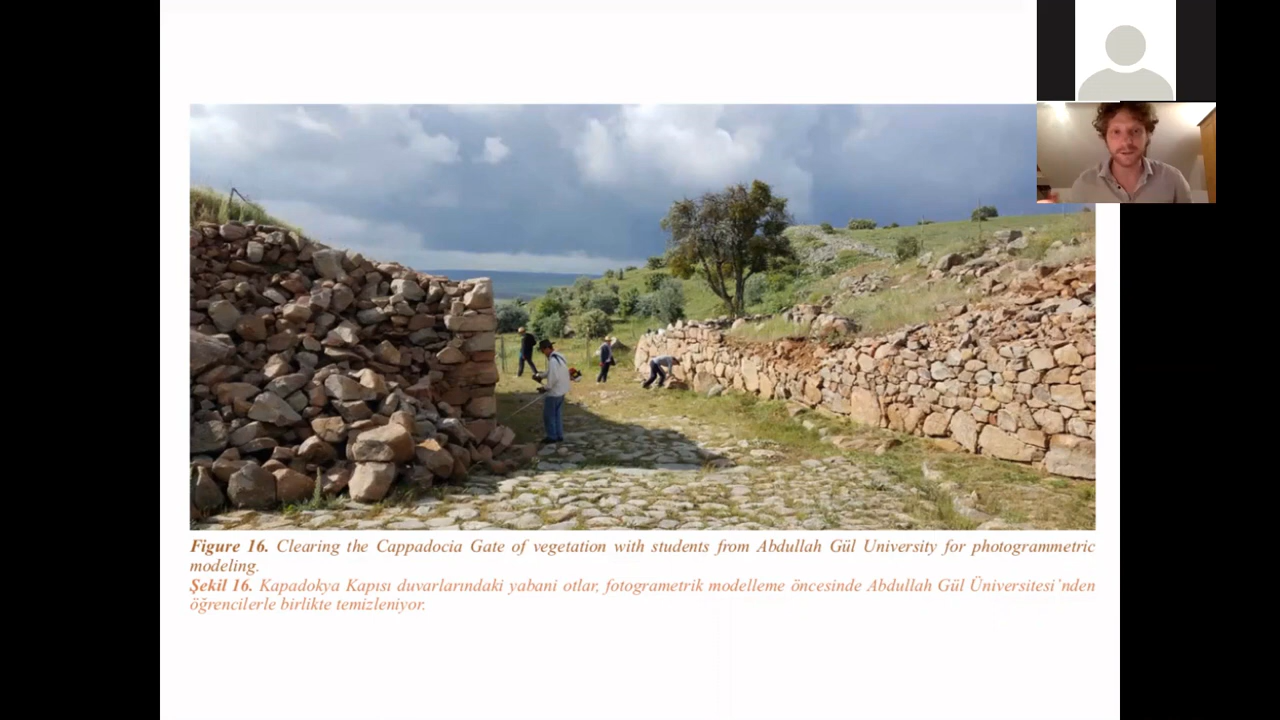 Figure 16. Clearing the Cappadocia Gate of vegetation with students from Abdullah Gül University for photogrammetric
modeling.
Şekil 16. Kapadokya Kapısı duvarlarındaki yabani otlar, fotogrametrik modelleme öncesinde Abdullah Gül Üniversitesi'nden
öğrencilerle birlikte temizleniyor.